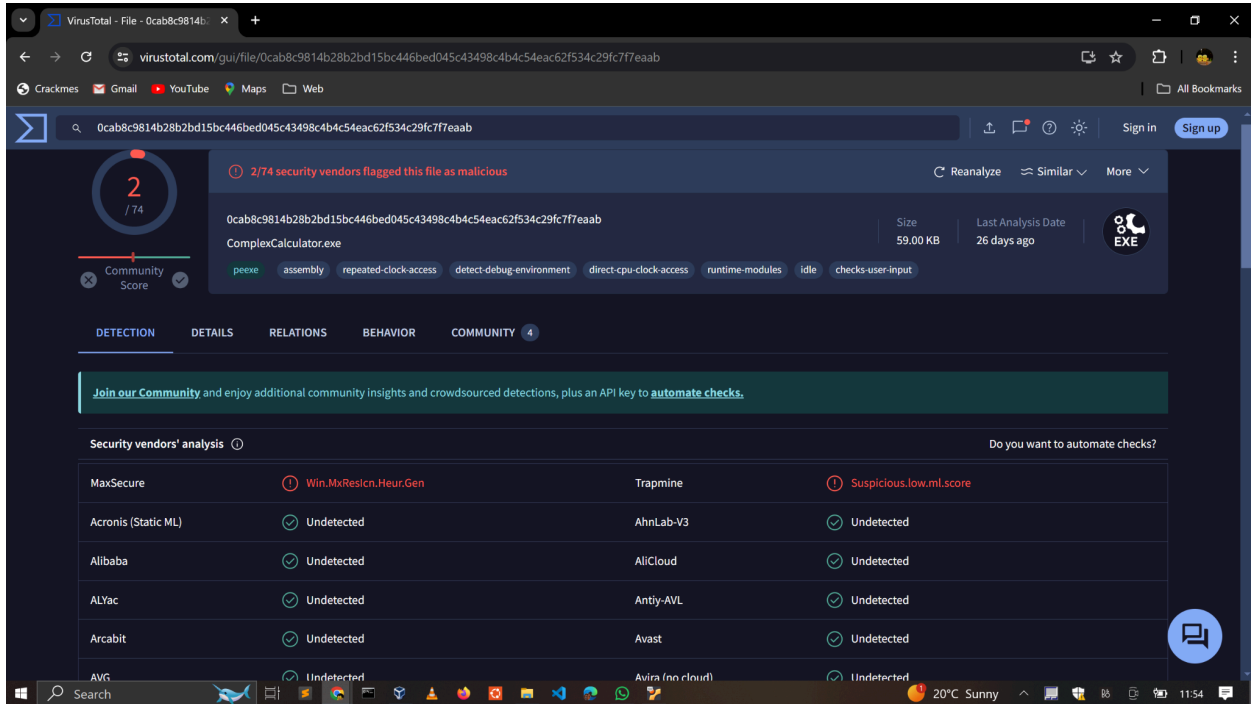 VirusTotal - File - 0cab8c9814b2
virustotal.com/gui/file/0cab8c9814b28b2bd15bc446bed045c43498c4b4c54eac62f534c29fc7f7eaab
Crackmes Gmail YouTube Maps Web All Bookmarks
0cab8c9814b28b2bd15bc446bed045c43498c4b4c54eac62f534c29fc7f7eaab Sign in Sign up
2
/ 74
Community
Score
2/74 security vendors flagged this file as malicious Reanalyze Similar More
0cab8c9814b28b2bd15bc446bed045c43498c4b4c54eac62f534c29fc7f7eaab
ComplexCalculator.exe
Size
59.00 KB
Last Analysis Date
26 days ago
EXE
peexe assembly repeated-clock-access detect-debug-environment direct-cpu-clock-access runtime-modules idle checks-user-input
DETECTION DETAILS RELATIONS BEHAVIOR COMMUNITY 4
Join our Community and enjoy additional community insights and crowdsourced detections, plus an API key to automate checks.
Security vendors' analysis Do you want to automate checks?
MaxSecure Win.MxResIcn.Heur.Gen Trapmine Suspicious.low.ml.score
Acronis (Static ML) Undetected AhnLab-V3 Undetected
Alibaba Undetected AliCloud Undetected
ALYac Undetected Antiy-AVL Undetected
Arcabit Undetected Avast Undetected
AVG Undetected Avira (no cloud) Undetected
Search 20°C Sunny 11:54